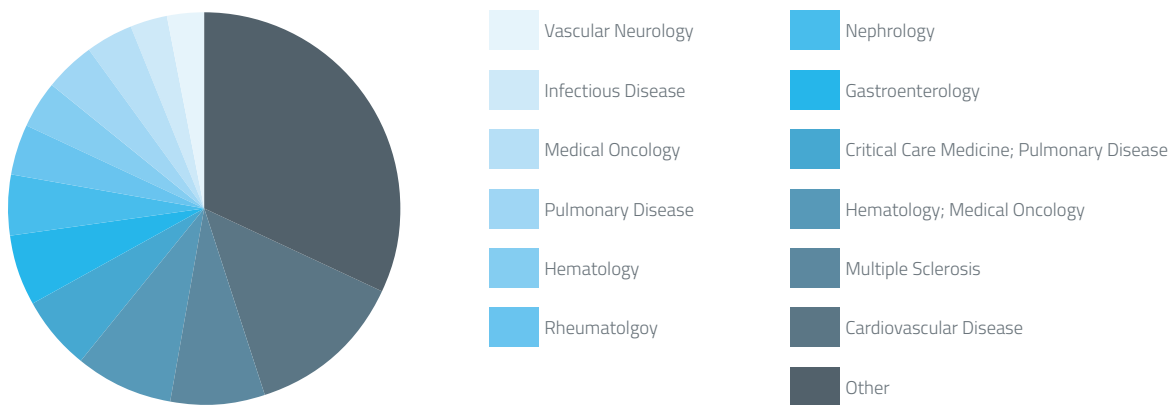 Vascular Neurology
Infectious Disease
Medical Oncology
Pulmonary Disease
Hematology
Rheumatolgoy
Nephrology
Gastroenterology
Critical Care Medicine; Pulmonary Disease
Hematology; Medical Oncology
Multiple Sclerosis
Cardiovascular Disease
Other